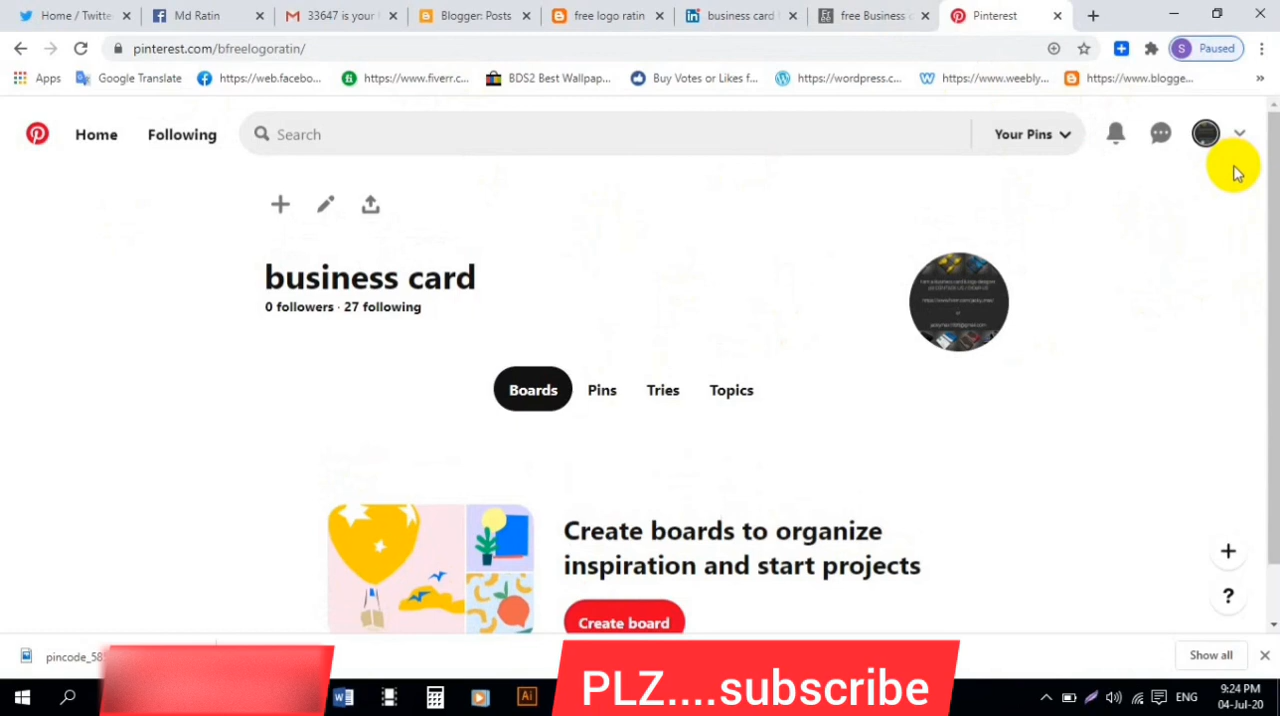 Home / Twitte
Md Ratin
33647 is your
Blogger: Posts
free logo ratin
business card
free Business c
Pinterest
pinterest.com/bfreelogoratin/
S
Paused
Apps
Google Translate
https://web.facebo...
https://www.fiverr.c...
BDS2 Best Wallpap...
Buy Votes or Likes f...
https://wordpress.c...
https://www.weebly...
https://www.blogge...
Home
Following
Search
Your Pins
business card
0 followers · 27 following
Boards
Pins
Tries
Topics
Create boards to organize
inspiration and start projects
Create board
?
pincode_58
Show all
PLZ....subscribe
ENG
9:24 PM
04-Jul-20